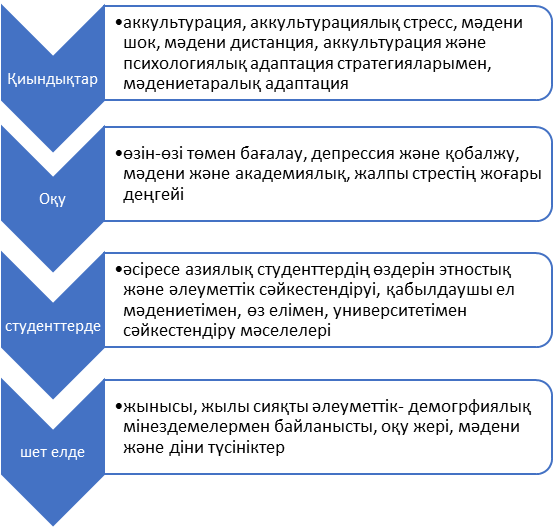 Қиындықтар
•аккультурация, аккультурациялық стресс, мәдени
шок, мәдени дистанция, аккультурация және
психологиялық адаптация стратегияларымен,
мәдениетаралық адаптация
Оқу
•өзін-өзі төмен бағалау, депрессия және қобалжу,
мәдени және академиялық, жалпы стрестің жоғары
деңгейі
студенттерде
•әсіресе азиялық студенттердің өздерін этностық
және әлеуметтік сәйкестендіруі, қабылдаушы ел
мәдениетімен, өз елімен, университетімен
сәйкестендіру мәселелері
шет елде
•жынысы, жылы сияқты әлеуметтік- демогрфиялық
мінездемелермен байланысты, оқу жері, мәдени
және діни түсініктер